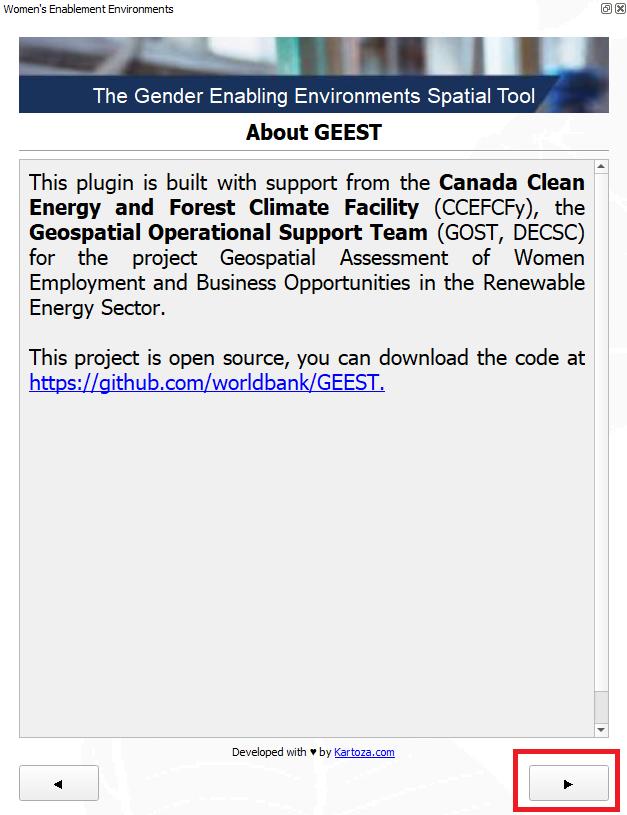 Women's Enablement Environments
The Gender Enabling Environments Spatial Tool
About GEEST
This plugin is built with support from the Canada Clean
Energy and Forest Climate Facility (CCEFCFy), the
Geospatial Operational Support Team (GOST, DECSC)
for the project Geospatial Assessment of Women
Employment and Business Opportunities in the Renewable
Energy Sector.
This project is open source, you can download the code at
https://github.com/worldbank/GEEST.
Developed with ♥ by Kartoza.com